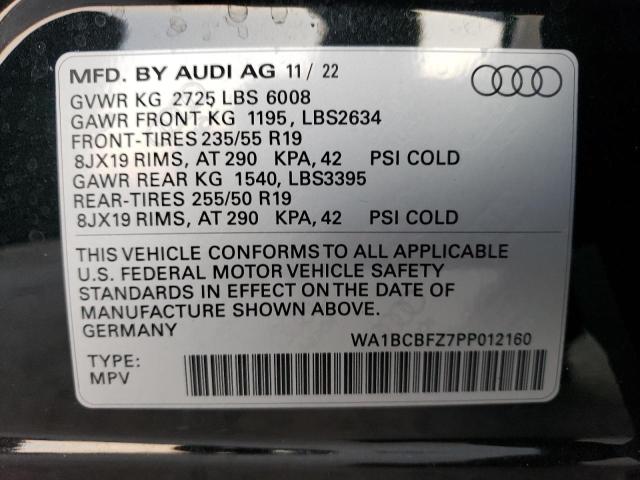 MFD. BY AUDI AG 11/ 22
GVWR KG 2725 LBS 6008
GAWR FRONT KG 1195, LBS2634
FRONT-TIRES 235/55 R19
8JX19 RIMS, AT 290 KPA, 42 PSI COLD
GAWR REAR KG 1540, LBS3395
REAR-TIRES 255/50 R19
8JX19 RIMS, AT 290 KPA, 42 PSI COLD
THIS VEHICLE CONFORMS TO ALL APPLICABLE
U.S. FEDERAL MOTOR VEHICLE SAFETY
STANDARDS IN EFFECT ON THE DATE OF
MANUFACTURE SHOWN ABOVE.
GERMANY WA1BCBFZ7PP012160
TYPE:
MPV